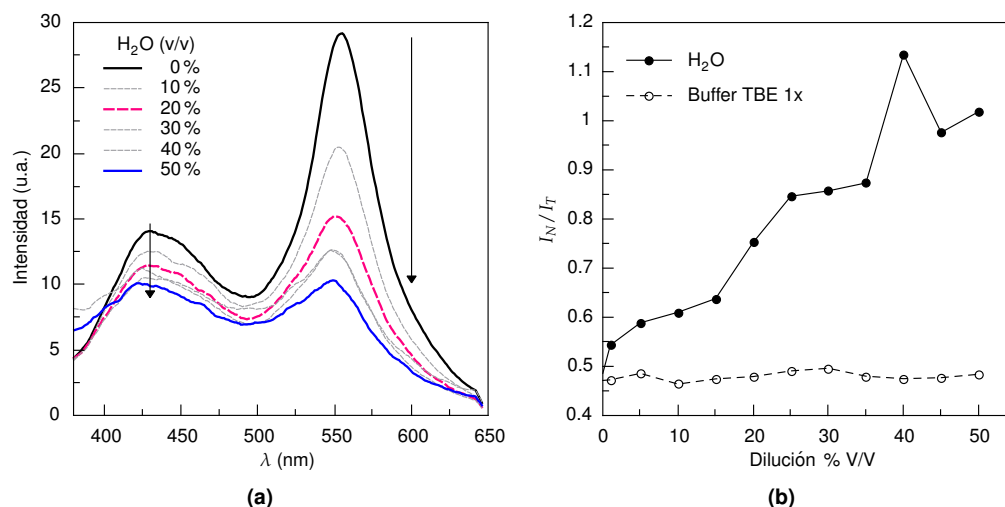 30
25
20
15
10
5
0
Intensidad (u.a.)
H₂O (v/v)
0 %
10 %
20 %
30 %
40 %
50 %
400 450 500 550 600 650
λ (nm)
(a)
1.2
1.1
1
0.9
0.8
0.7
0.6
0.5
0.4
I_N / I_T
H₂O
Buffer TBE 1x
0 10 20 30 40 50
Dilución % V/V
(b)